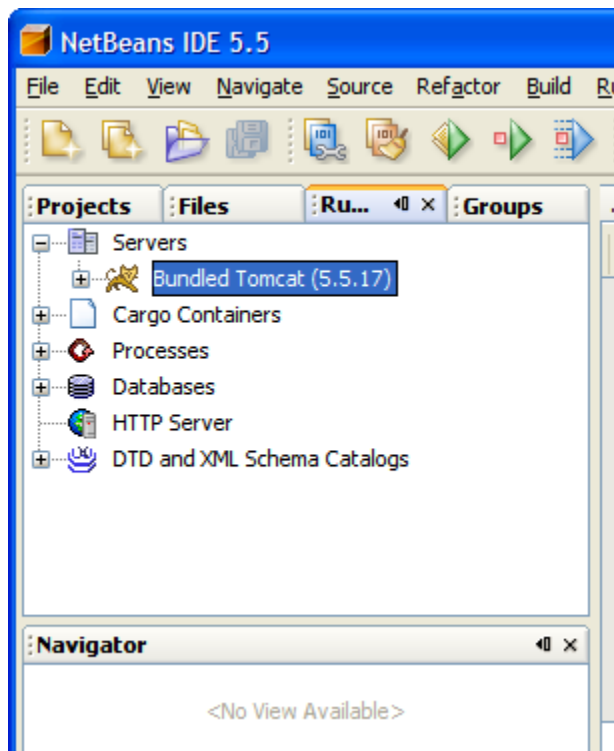 NetBeans IDE 5.5
File Edit View Navigate Source Refactor Build
Projects Files Ru... Groups
Servers
Bundled Tomcat (5.5.17)
Cargo Containers
Processes
Databases
HTTP Server
DTD and XML Schema Catalogs
Navigator
<No View Available>